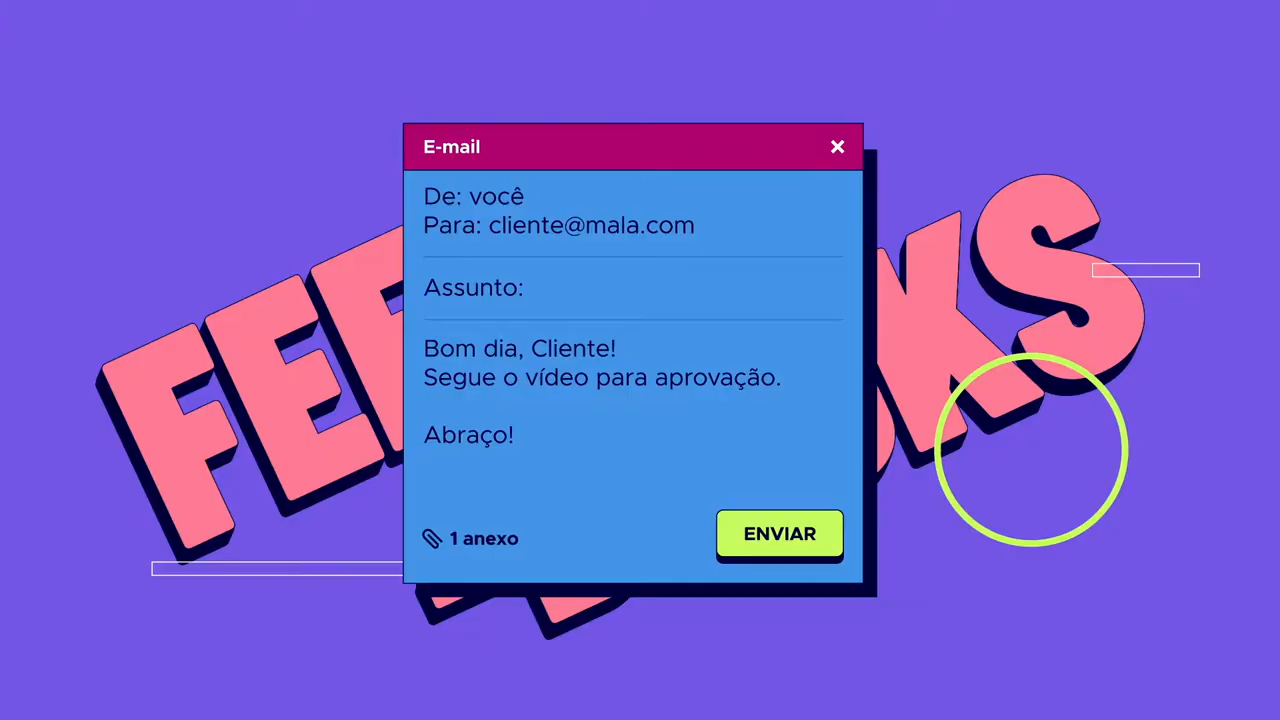 E-mail
De: você
Para: cliente@mala.com
Assunto:
Bom dia, Cliente!
Segue o vídeo para aprovação.
Abraço!
1 anexo
ENVIAR